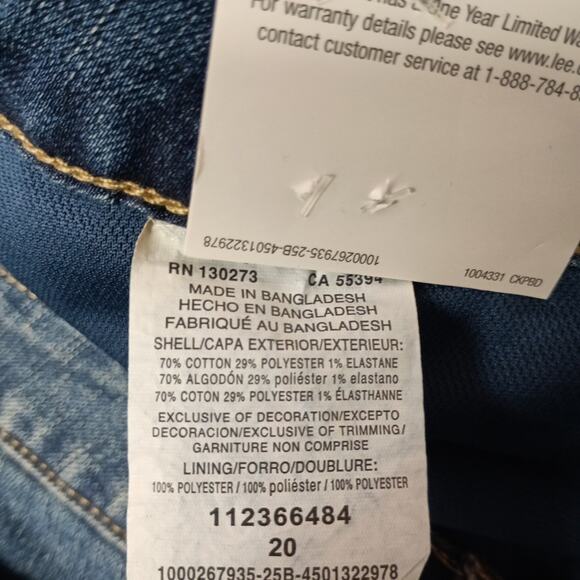 One Year Limited
For warranty details please see www.lee.
contact customer service at 1-888-784-8
1000267935-25B-4501322978
1004331 CKPBD
RN 130273 CA 55394
MADE IN BANGLADESH
HECHO EN BANGLADESH
FABRIQUÉ AU BANGLADESH
SHELL/CAPA EXTERIOR/EXTERIEUR:
70% COTTON 29% POLYESTER 1% ELASTANE
70% ALGODÓN 29% poliéster 1% elastano
70% COTON 29% POLYESTER 1% ÉLASTHANNE
EXCLUSIVE OF DECORATION/EXCEPTO
DECORACION/EXCLUSIVE OF TRIMMING/
GARNITURE NON COMPRISE
LINING/FORRO/DOUBLURE:
100% POLYESTER / 100% poliéster / 100% POLYESTER
112366484
20
1000267935-25B-4501322978